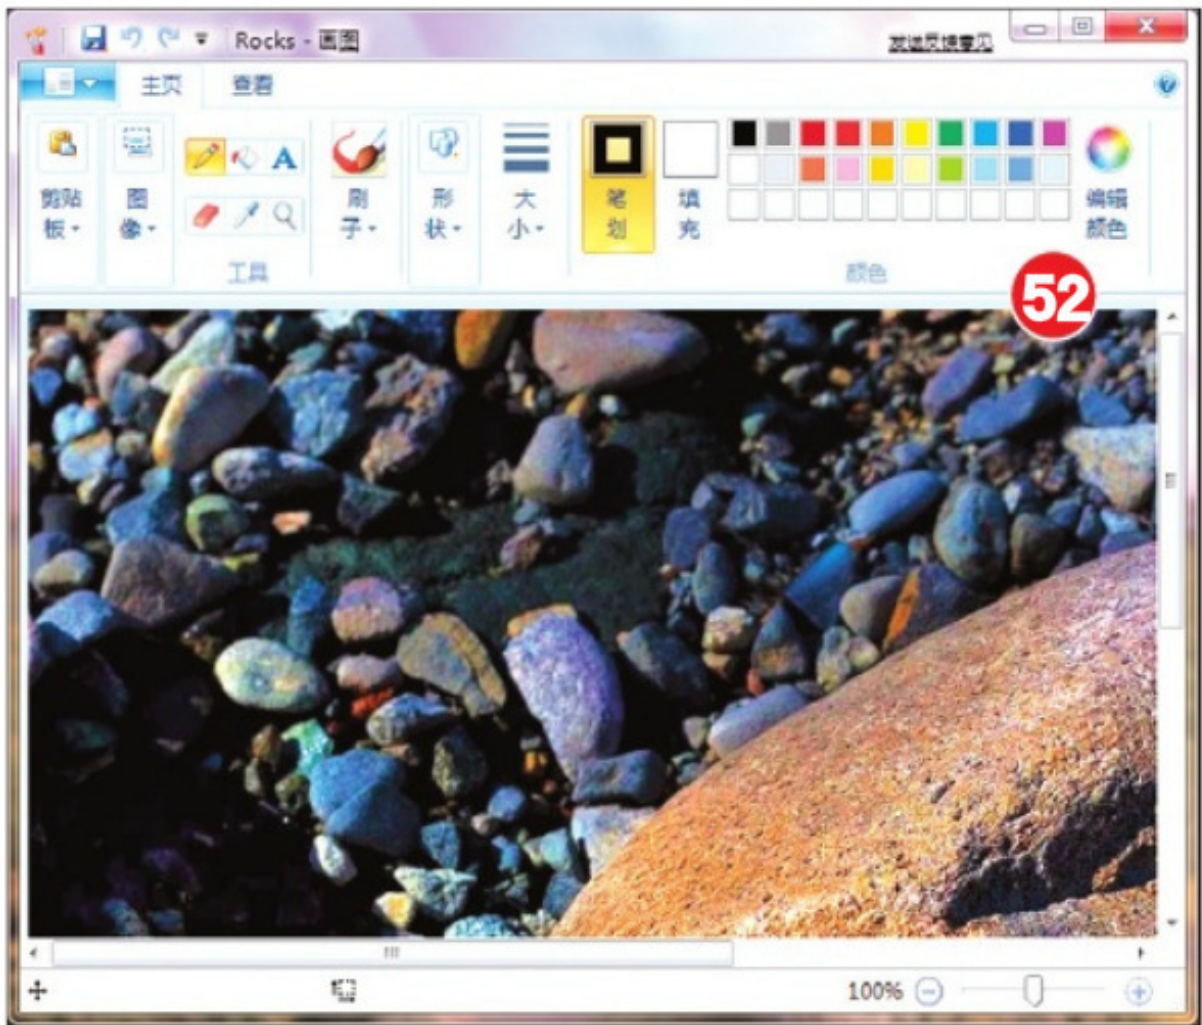 Rocks - 画图
发送反馈意见
主页 查看
剪贴板
图像
A
工具
刷子
形状
大小
笔划
填充
编辑颜色
颜色
52
100%